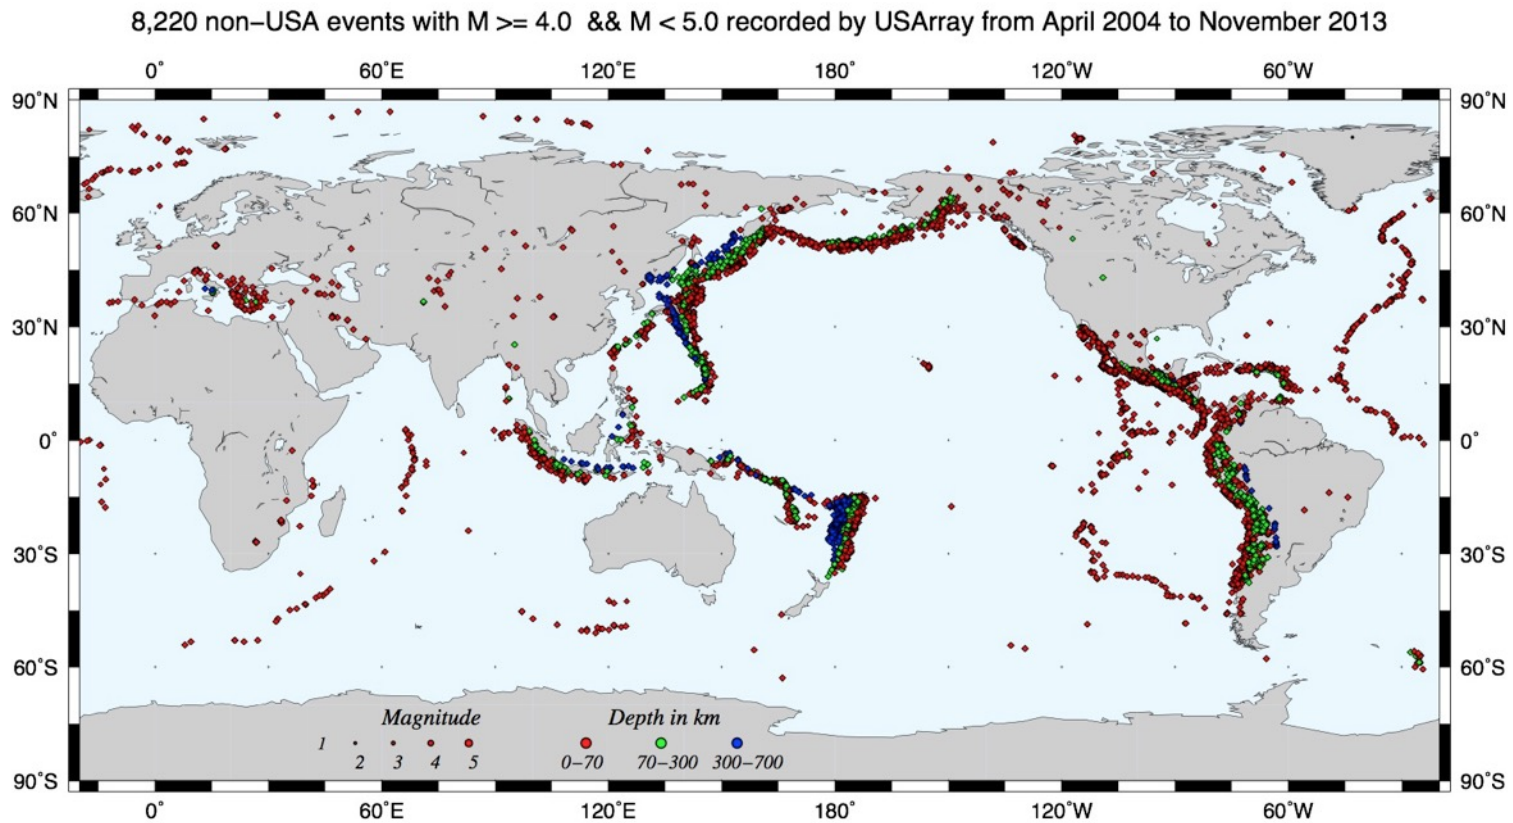 8,220 non−USA events with M >= 4.0 && M < 5.0 recorded by USArray from April 2004 to November 2013
0° 60°E 120°E 180° 120°W 60°W
90°N 90°N
60°N 60°N
30°N 30°N
0° 0°
30°S 30°S
60°S 60°S
Magnitude Depth in km
1
2 3 4 5 0−70 70−300 300−700
90°S 90°S
0° 60°E 120°E 180° 120°W 60°W